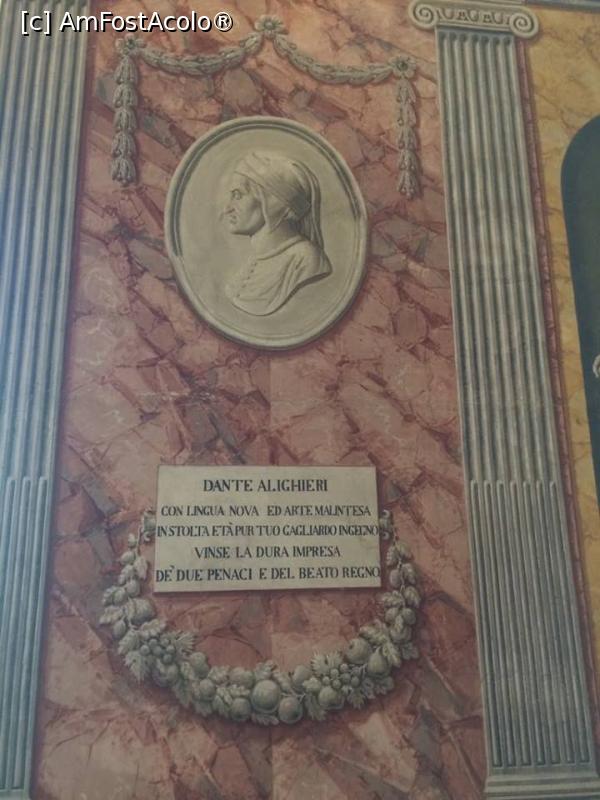 [c] AmFostAcolo®
DANTE ALIGHIERI
CON LINGUA NOVA ED ARTE MALINTESA
IN STOLTA ETÀ PUR TUO GAGLIARDO INGEGNO
VINSE LA DURA IMPRESA
DE' DUE PENACI E DEL BEATO REGNO